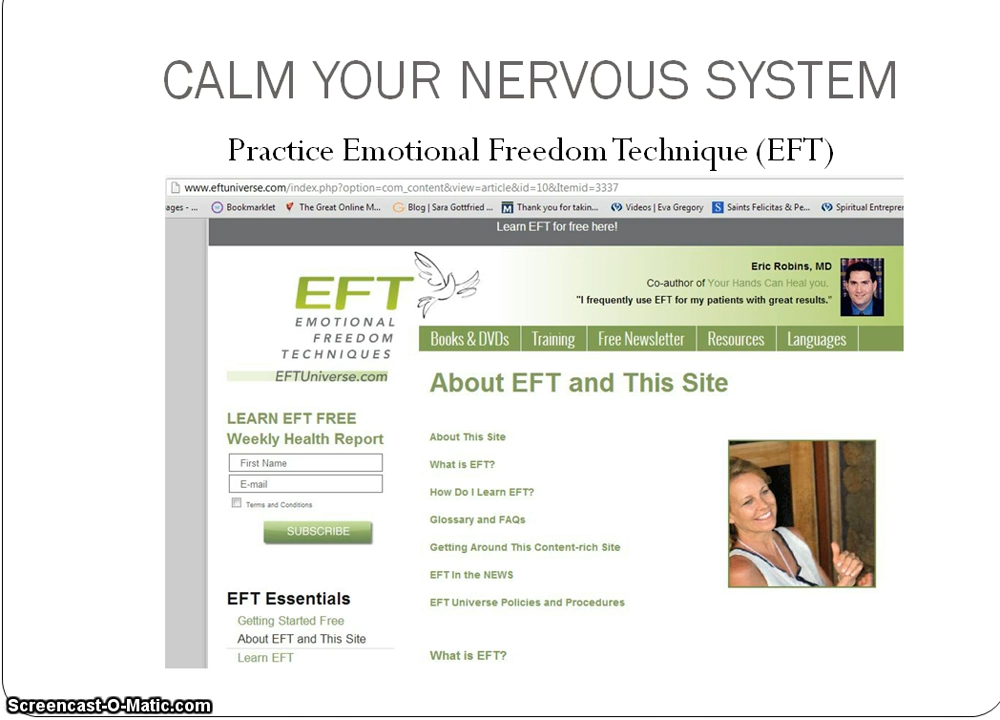 CALM YOUR NERVOUS SYSTEM
Practice Emotional Freedom Technique (EFT)
www.eftuniverse.com/index.php?option=com_content&view=article&id=10&Itemid=3337
ages - ... Bookmarklet The Great Online M... Blog | Sara Gottfried ... Thank you for takin... Videos | Eva Gregory Saints Felicitas & Pe... Spiritual Entrepre
Learn EFT for free here!
Eric Robins, MD
Co-author of Your Hands Can Heal you.
"I frequently use EFT for my patients with great results."
EFT
EMOTIONAL
FREEDOM
TECHNIQUES
EFTUniverse.com
Books & DVDs Training Free Newsletter Resources Languages
About EFT and This Site
LEARN EFT FREE
Weekly Health Report
First Name
E-mail
Terms and Conditions
SUBSCRIBE
About This Site
What is EFT?
How Do I Learn EFT?
Glossary and FAQs
Getting Around This Content-rich Site
EFT In the NEWS
EFT Universe Policies and Procedures
EFT Essentials
Getting Started Free
About EFT and This Site
Learn EFT
What is EFT?
Screencast-O-Matic.com